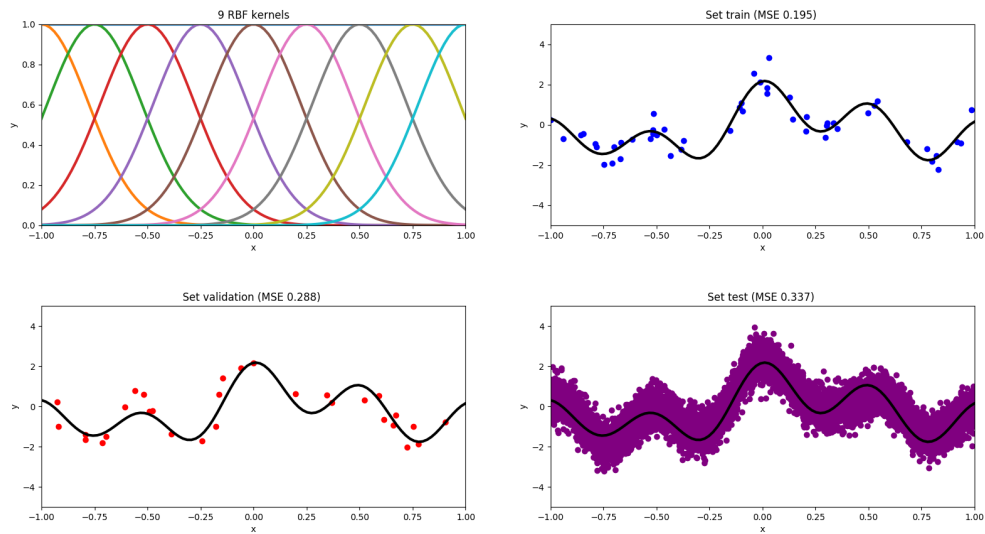 9 RBF kernels
1.0
0.8
0.6
0.4
0.2
0.0
y
−1.00 −0.75 −0.50 −0.25 0.00 0.25 0.50 0.75 1.00
x
Set train (MSE 0.195)
4
2
0
−2
−4
y
−1.00 −0.75 −0.50 −0.25 0.00 0.25 0.50 0.75 1.00
x
Set validation (MSE 0.288)
4
2
0
−2
−4
y
−1.00 −0.75 −0.50 −0.25 0.00 0.25 0.50 0.75 1.00
x
Set test (MSE 0.337)
4
2
0
−2
−4
y
−1.00 −0.75 −0.50 −0.25 0.00 0.25 0.50 0.75 1.00
x